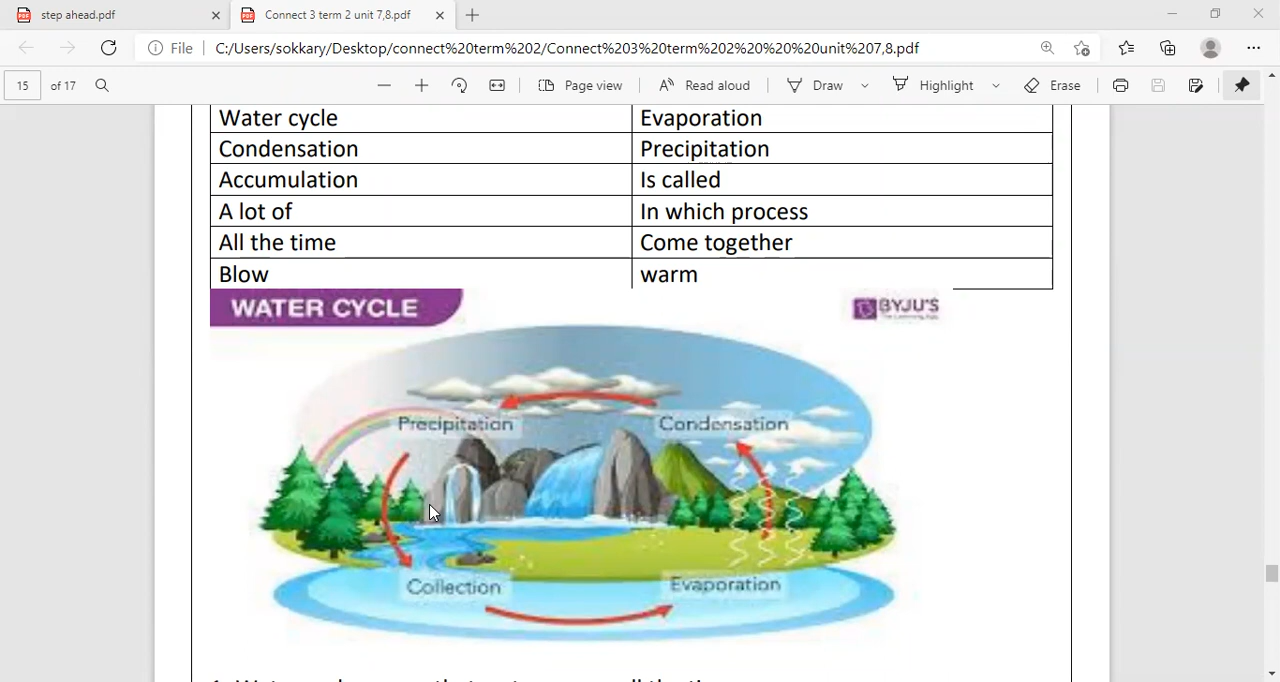 step ahead.pdf
Connect 3 term 2 unit 7,8.pdf
File
C:/Users/sokkary/Desktop/connect%20term%202/Connect%203%20term%202%20%20%20unit%207,8.pdf
15 of 17
Page view
Read aloud
Draw
Highlight
Erase
Water cycle Evaporation
Condensation Precipitation
Accumulation Is called
A lot of In which process
All the time Come together
Blow warm
WATER CYCLE
BYJU'S
The Learning App
Precipitation Condensation
Collection Evaporation